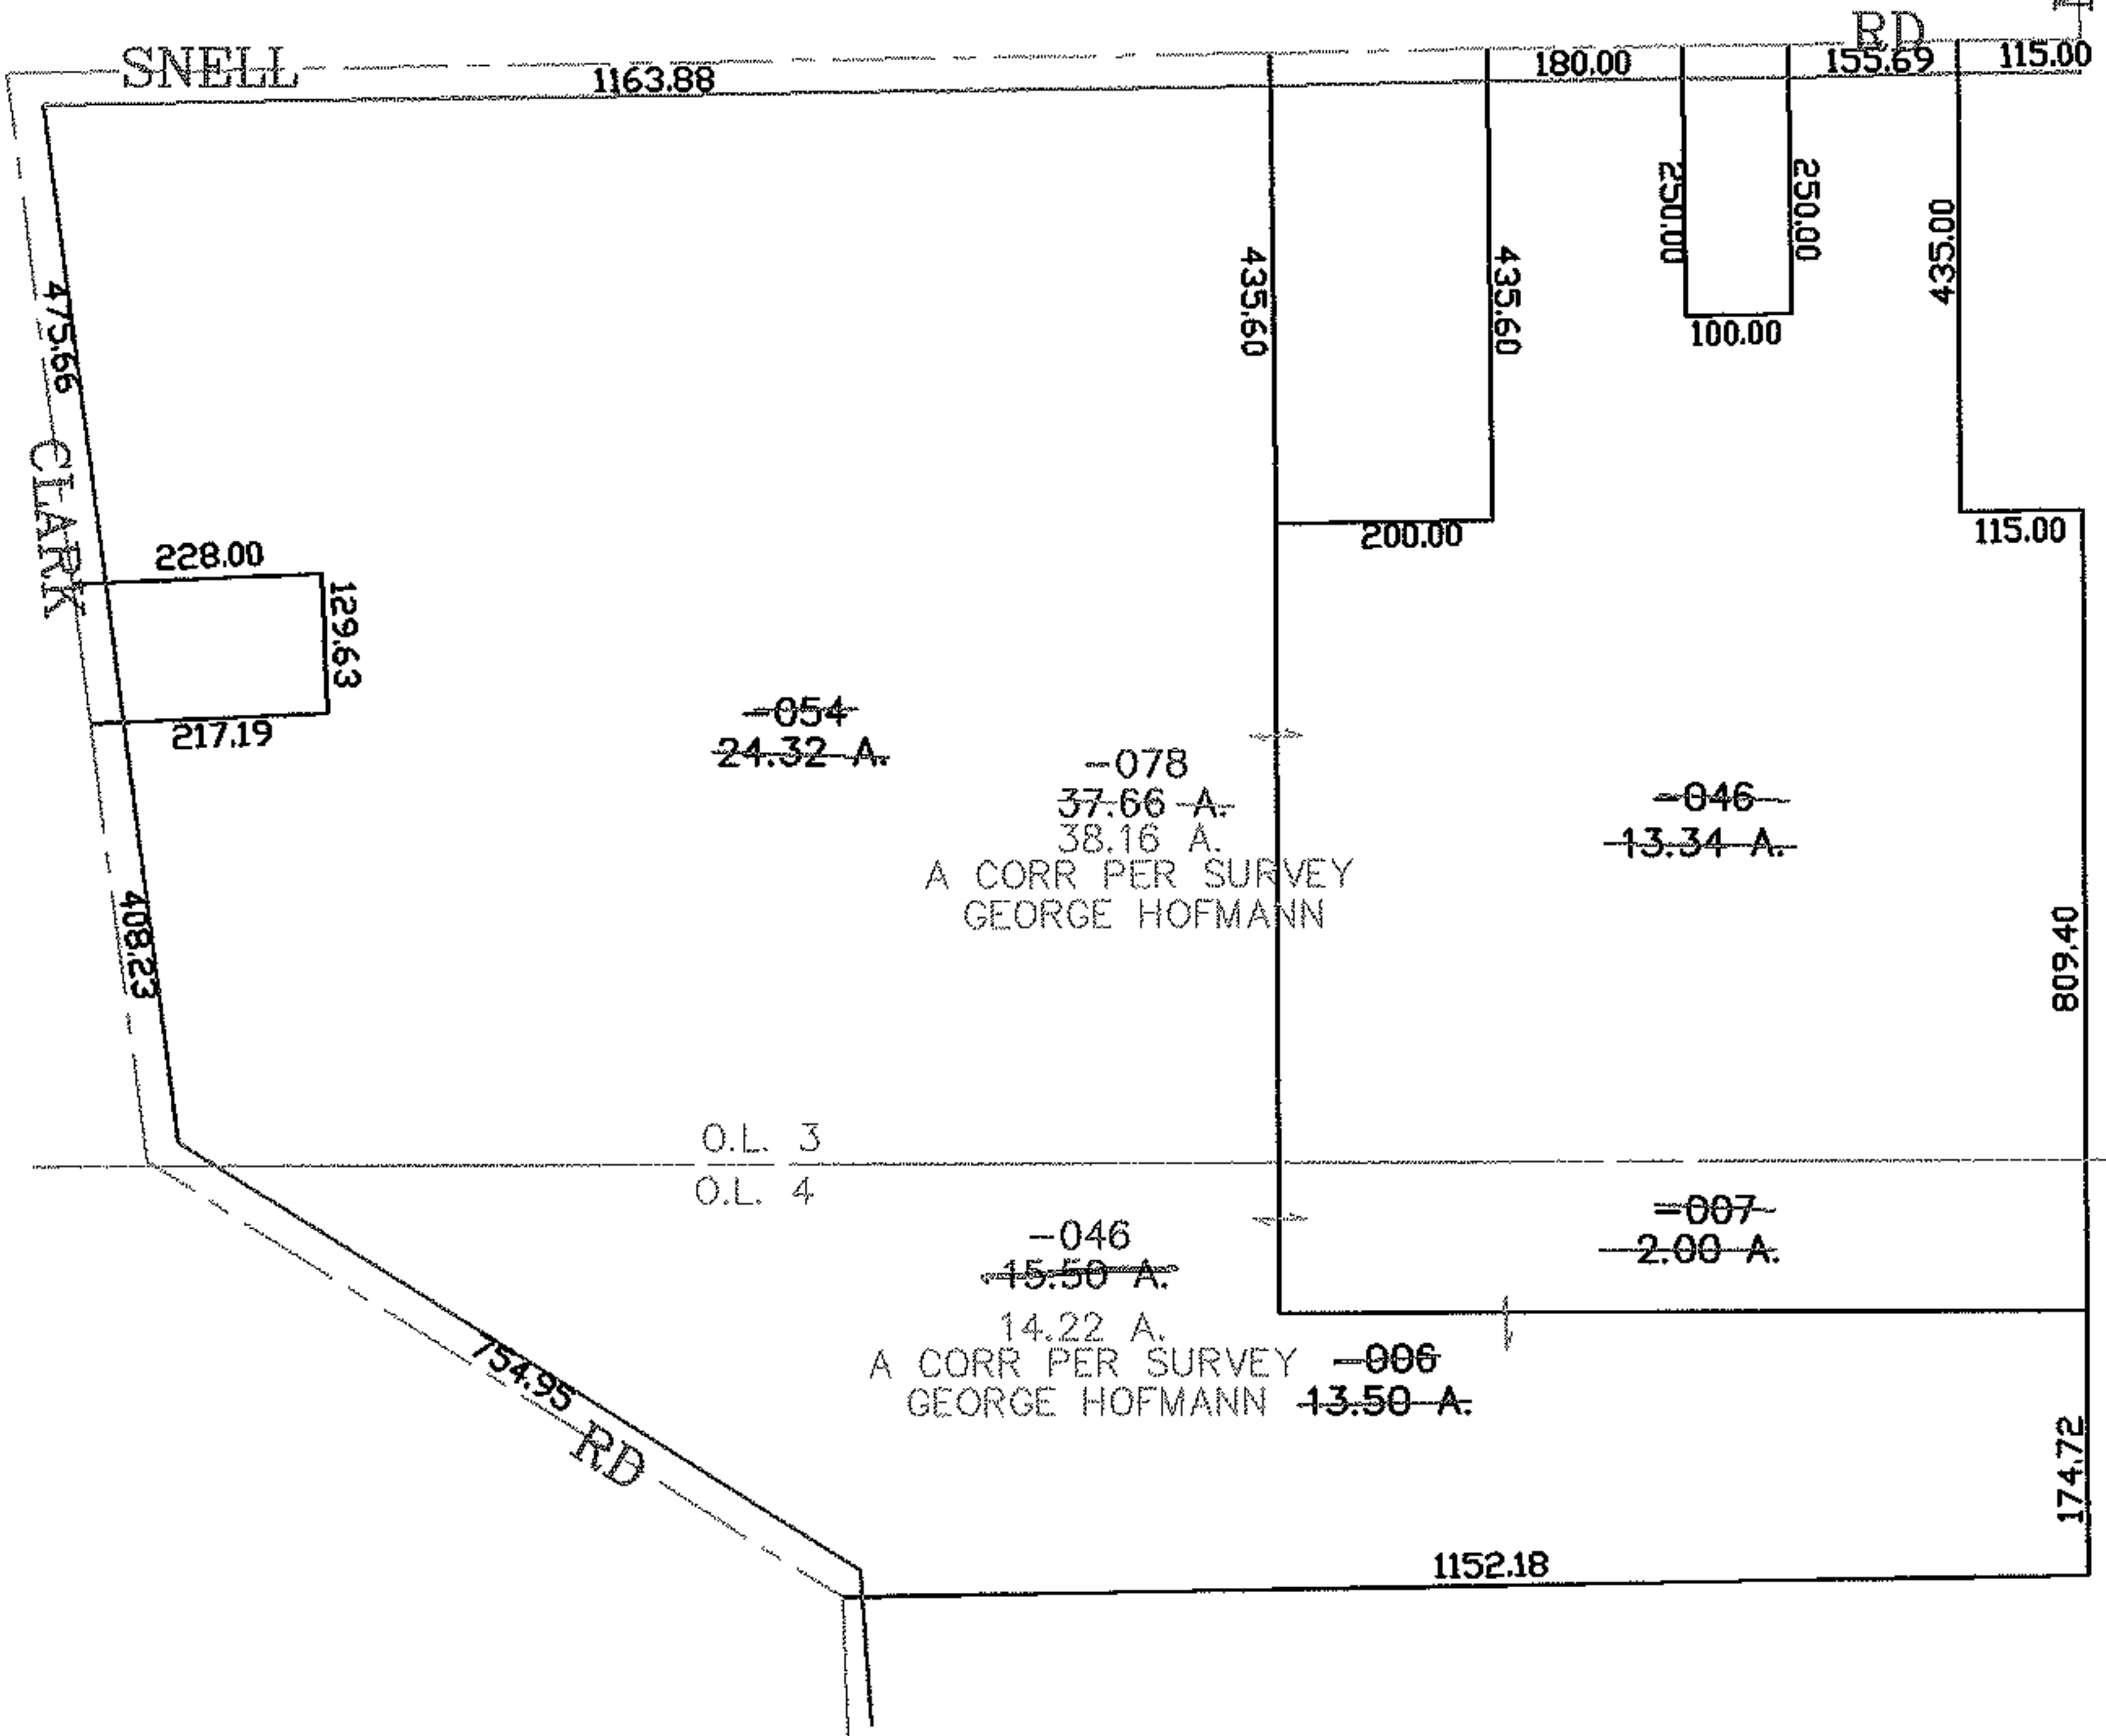 SNELL
RD
1163.88
180.00
155.69
115.00
475.66
CLARK
435.60
435.60
250.00
250.00
435.00
100.00
200.00
115.00
228.00
129.63
217.19
-054
24.32 A.
-078
37.66 A.
38.16 A.
A CORR PER SURVEY
GEORGE HOFMANN
-046
13.34 A.
408.23
809.40
O.L. 3
O.L. 4
-046
15.50 A.
14.22 A.
A CORR PER SURVEY
GEORGE HOFMANN
-007
2.00 A.
-006
13.50 A.
754.95
RD
174.72
1152.18